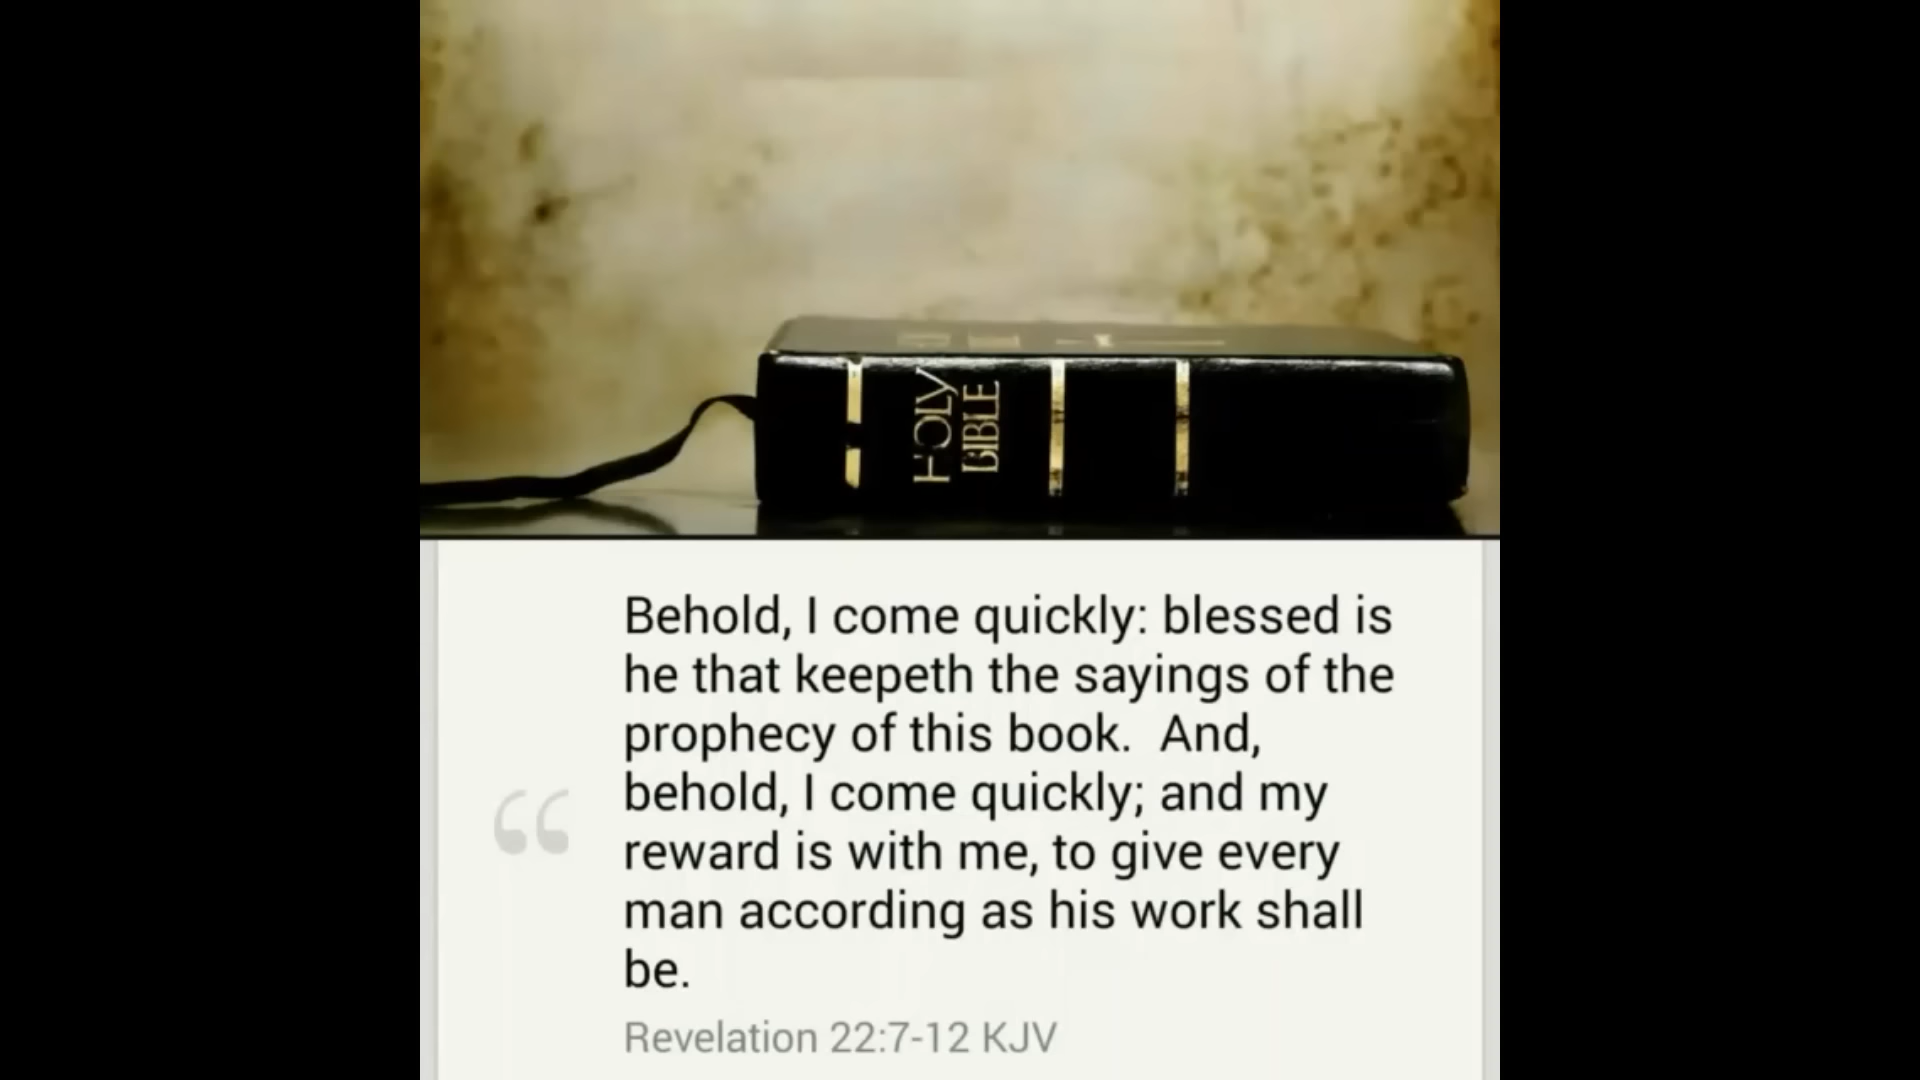 HOLY
BIBLE
Behold, I come quickly: blessed is
he that keepeth the sayings of the
prophecy of this book.  And,
behold, I come quickly; and my
reward is with me, to give every
man according as his work shall
be.
Revelation 22:7-12 KJV